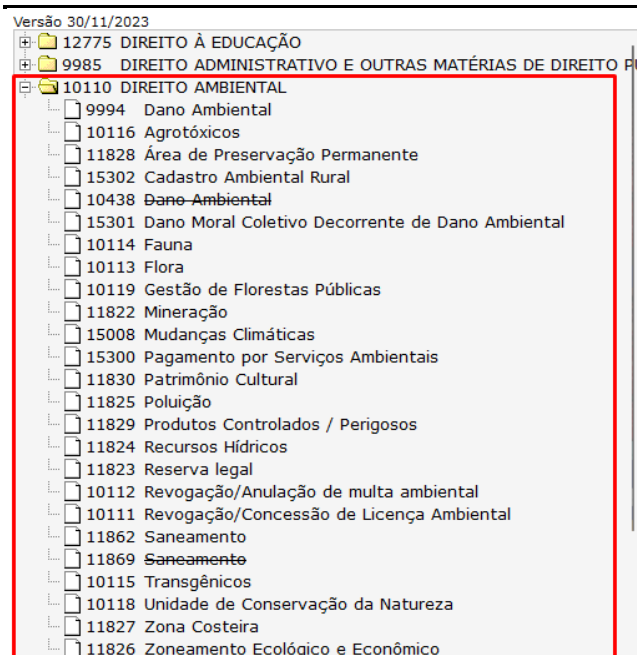 Versão 30/11/2023
12775 DIREITO À EDUCAÇÃO
9985 DIREITO ADMINISTRATIVO E OUTRAS MATÉRIAS DE DIREITO
10110 DIREITO AMBIENTAL
9994 Dano Ambiental
10116 Agrotóxicos
11828 Área de Preservação Permanente
15302 Cadastro Ambiental Rural
10438 Dano Ambiental
15301 Dano Moral Coletivo Decorrente de Dano Ambiental
10114 Fauna
10113 Flora
10119 Gestão de Florestas Públicas
11822 Mineração
15008 Mudanças Climáticas
15300 Pagamento por Serviços Ambientais
11830 Patrimônio Cultural
11825 Poluição
11829 Produtos Controlados / Perigosos
11824 Recursos Hídricos
11823 Reserva legal
10112 Revogação/Anulação de multa ambiental
10111 Revogação/Concessão de Licença Ambiental
11862 Saneamento
11869 Saneamento
10115 Transgênicos
10118 Unidade de Conservação da Natureza
11827 Zona Costeira
11826 Zoneamento Ecológico e Econômico